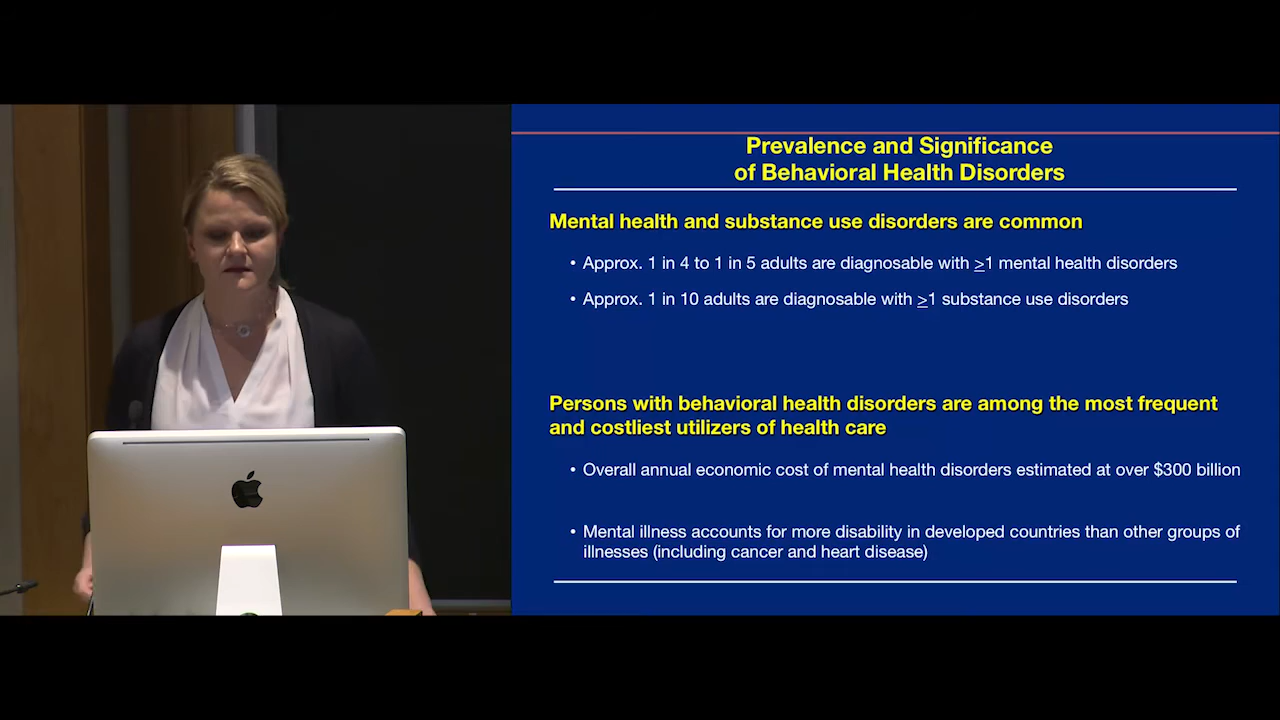 Prevalence and Significance
of Behavioral Health Disorders
Mental health and substance use disorders are common
• Approx. 1 in 4 to 1 in 5 adults are diagnosable with >1 mental health disorders
• Approx. 1 in 10 adults are diagnosable with >1 substance use disorders
Persons with behavioral health disorders are among the most frequent
and costliest utilizers of health care
• Overall annual economic cost of mental health disorders estimated at over $300 billion
• Mental illness accounts for more disability in developed countries than other groups of
illnesses (including cancer and heart disease)